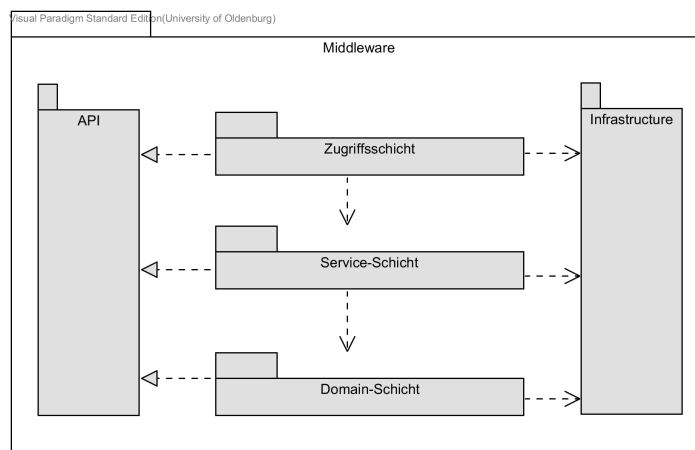 Visual Paradigm Standard Edition(University of Oldenburg)
Middleware
API
Zugriffsschicht
Infrastructure
Service-Schicht
Domain-Schicht